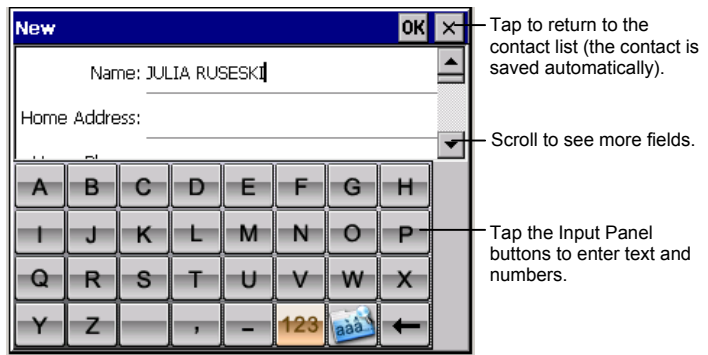 New OK ×
Tap to return to the
contact list (the contact is
saved automatically).
Name: JULIA RUSESKI
Home Address:
Scroll to see more fields.
A B C D E F G H
I J K L M N O P
Tap the Input Panel
buttons to enter text and
numbers.
Q R S T U V W X
Y Z , - 123 àáâ ←